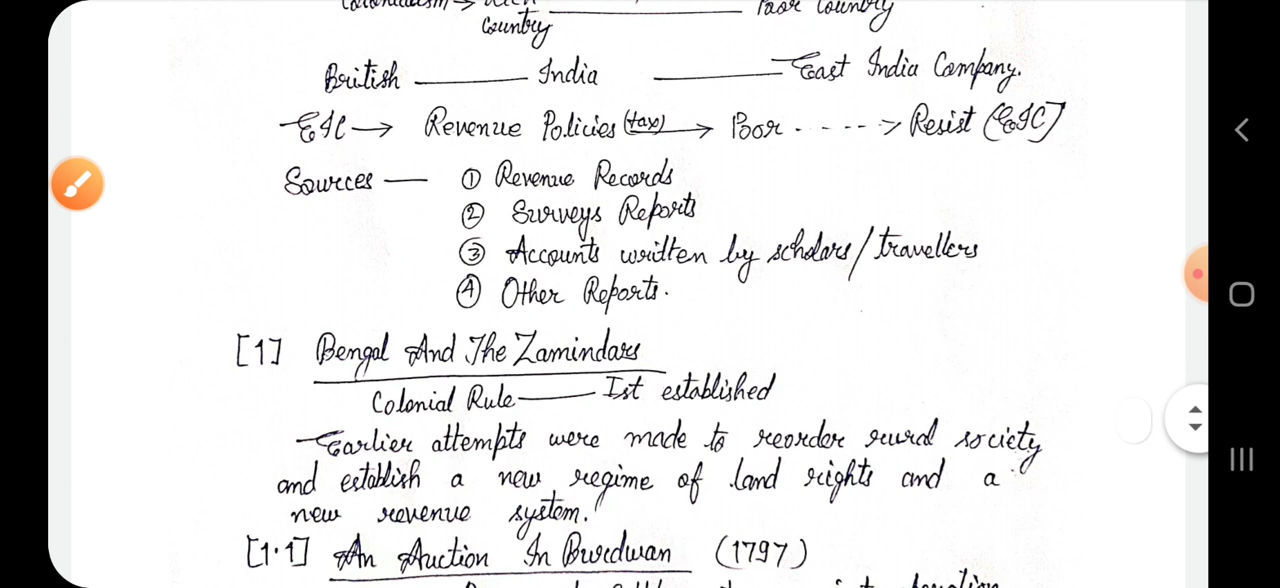 Country
British ———— India ———— East India Company.
EIC → Revenue Policies (tax) → Poor - - - - -> Resist (EIC)
Sources — ① Revenue Records
② Surveys Reports
③ Accounts written by scholars/travellers
④ Other Reports.
[1] Bengal And The Zamindars
Colonial Rule ——— Ist established
Earlier attempts were made to reorder rural society
and establish a new regime of land rights and a
new revenue system.
[1.1] An Auction In Burdwan (1797)